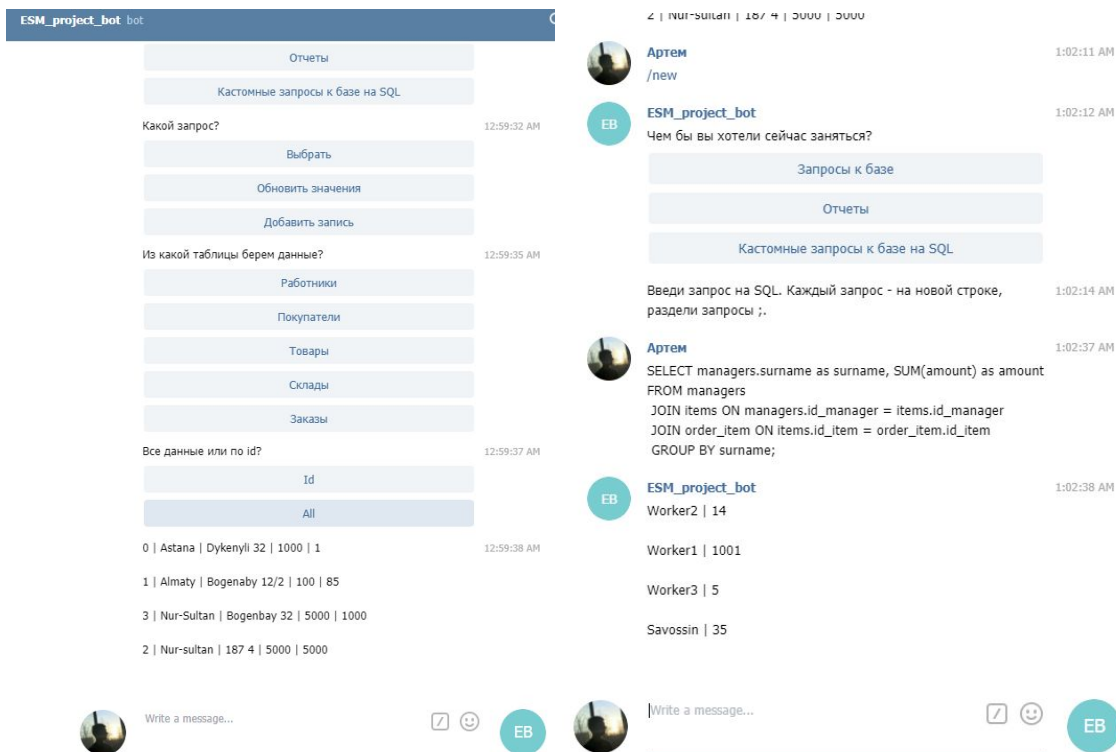 ESM_project_bot bot
Отчеты
Кастомные запросы к базе на SQL
Какой запрос? 12:59:32 AM
Выбрать
Обновить значения
Добавить запись
Из какой таблицы берем данные? 12:59:35 AM
Работники
Покупатели
Товары
Склады
Заказы
Все данные или по id? 12:59:37 AM
Id
All
0 | Astana | Dykenyli 32 | 1000 | 1 12:59:38 AM
1 | Almaty | Bogenaby 12/2 | 100 | 85
3 | Nur-Sultan | Bogenbay 32 | 5000 | 1000
2 | Nur-sultan | 187 4 | 5000 | 5000
Write a message...
EB
2 | Nur-sultan | 187 4 | 5000 | 5000
Артем 1:02:11 AM
/new
EB
ESM_project_bot 1:02:12 AM
Чем бы вы хотели сейчас заняться?
Запросы к базе
Отчеты
Кастомные запросы к базе на SQL
Введи запрос на SQL. Каждый запрос - на новой строке, 1:02:14 AM
раздели запросы ;.
Артем 1:02:37 AM
SELECT managers.surname as surname, SUM(amount) as amount
FROM managers
JOIN items ON managers.id_manager = items.id_manager
JOIN order_item ON items.id_item = order_item.id_item
GROUP BY surname;
EB
ESM_project_bot 1:02:38 AM
Worker2 | 14
Worker1 | 1001
Worker3 | 5
Savossin | 35
Write a message...
EB